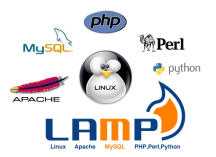 php
MySQL
Perl
python
LINUX
APACHE
LAMP
Linux Apache MySQL PHP,Perl,Python